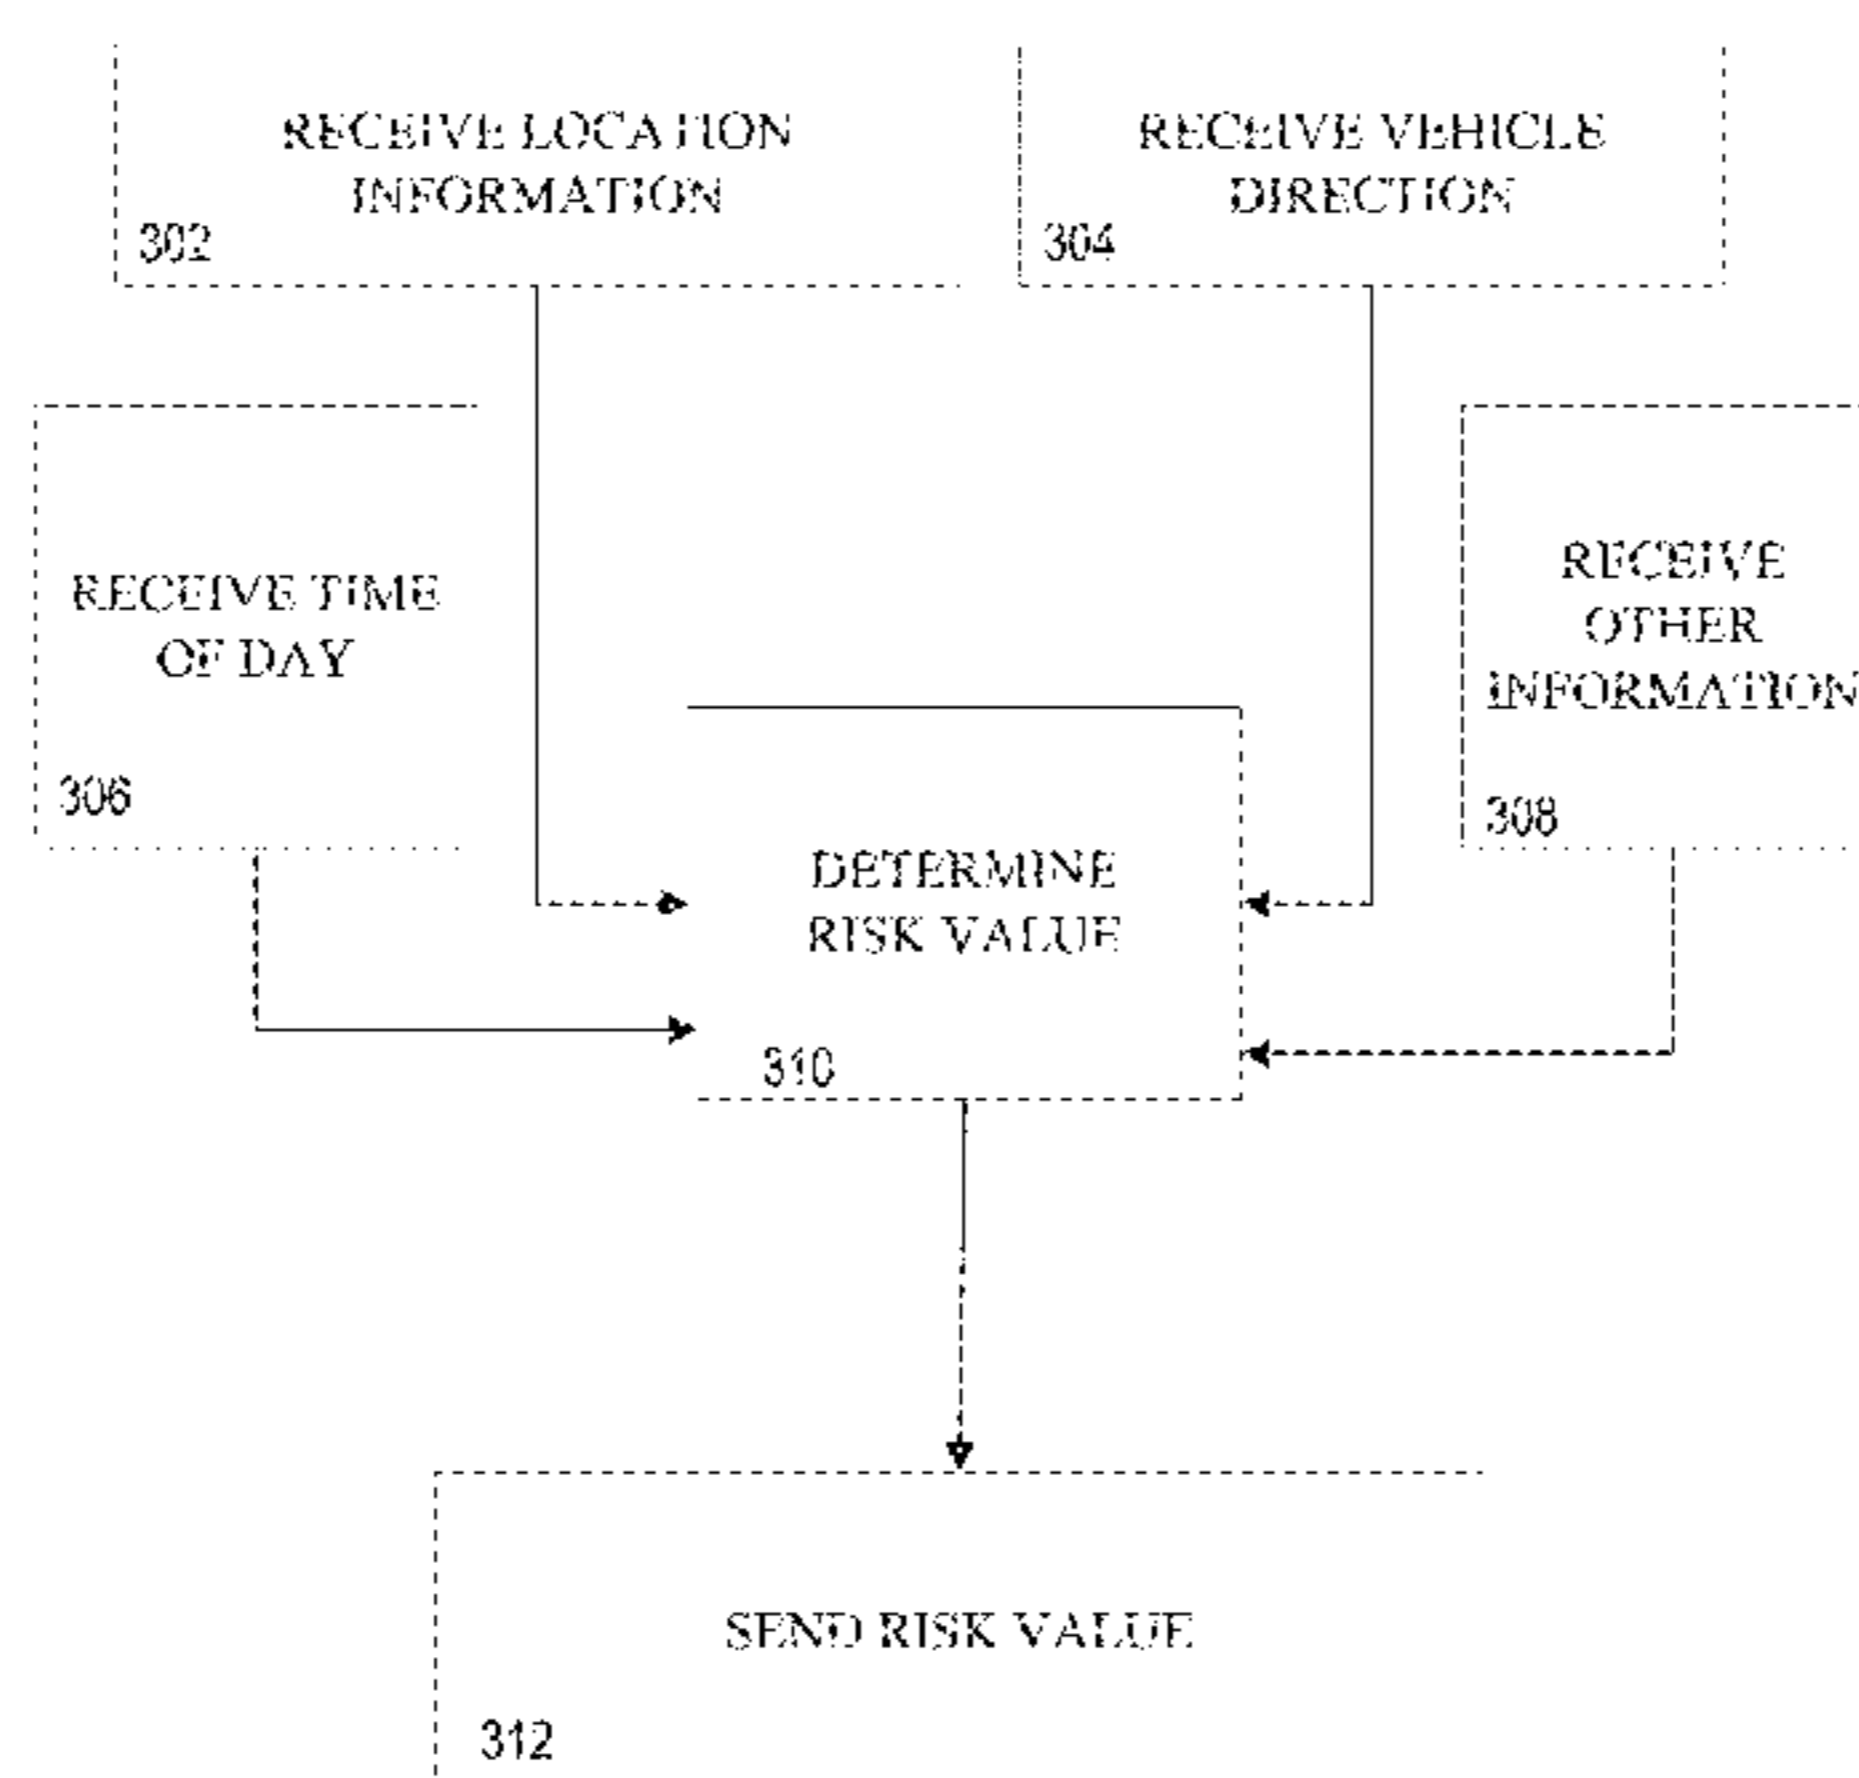 RECEIVE LOCATION
INFORMATION
302
RECEIVE VEHICLE
DIRECTION
304
RECEIVE TIME
OF DAY
306
RECEIVE
OTHER
INFORMATION
308
DETERMINE
RISK VALUE
310
SEND RISK VALUE
312